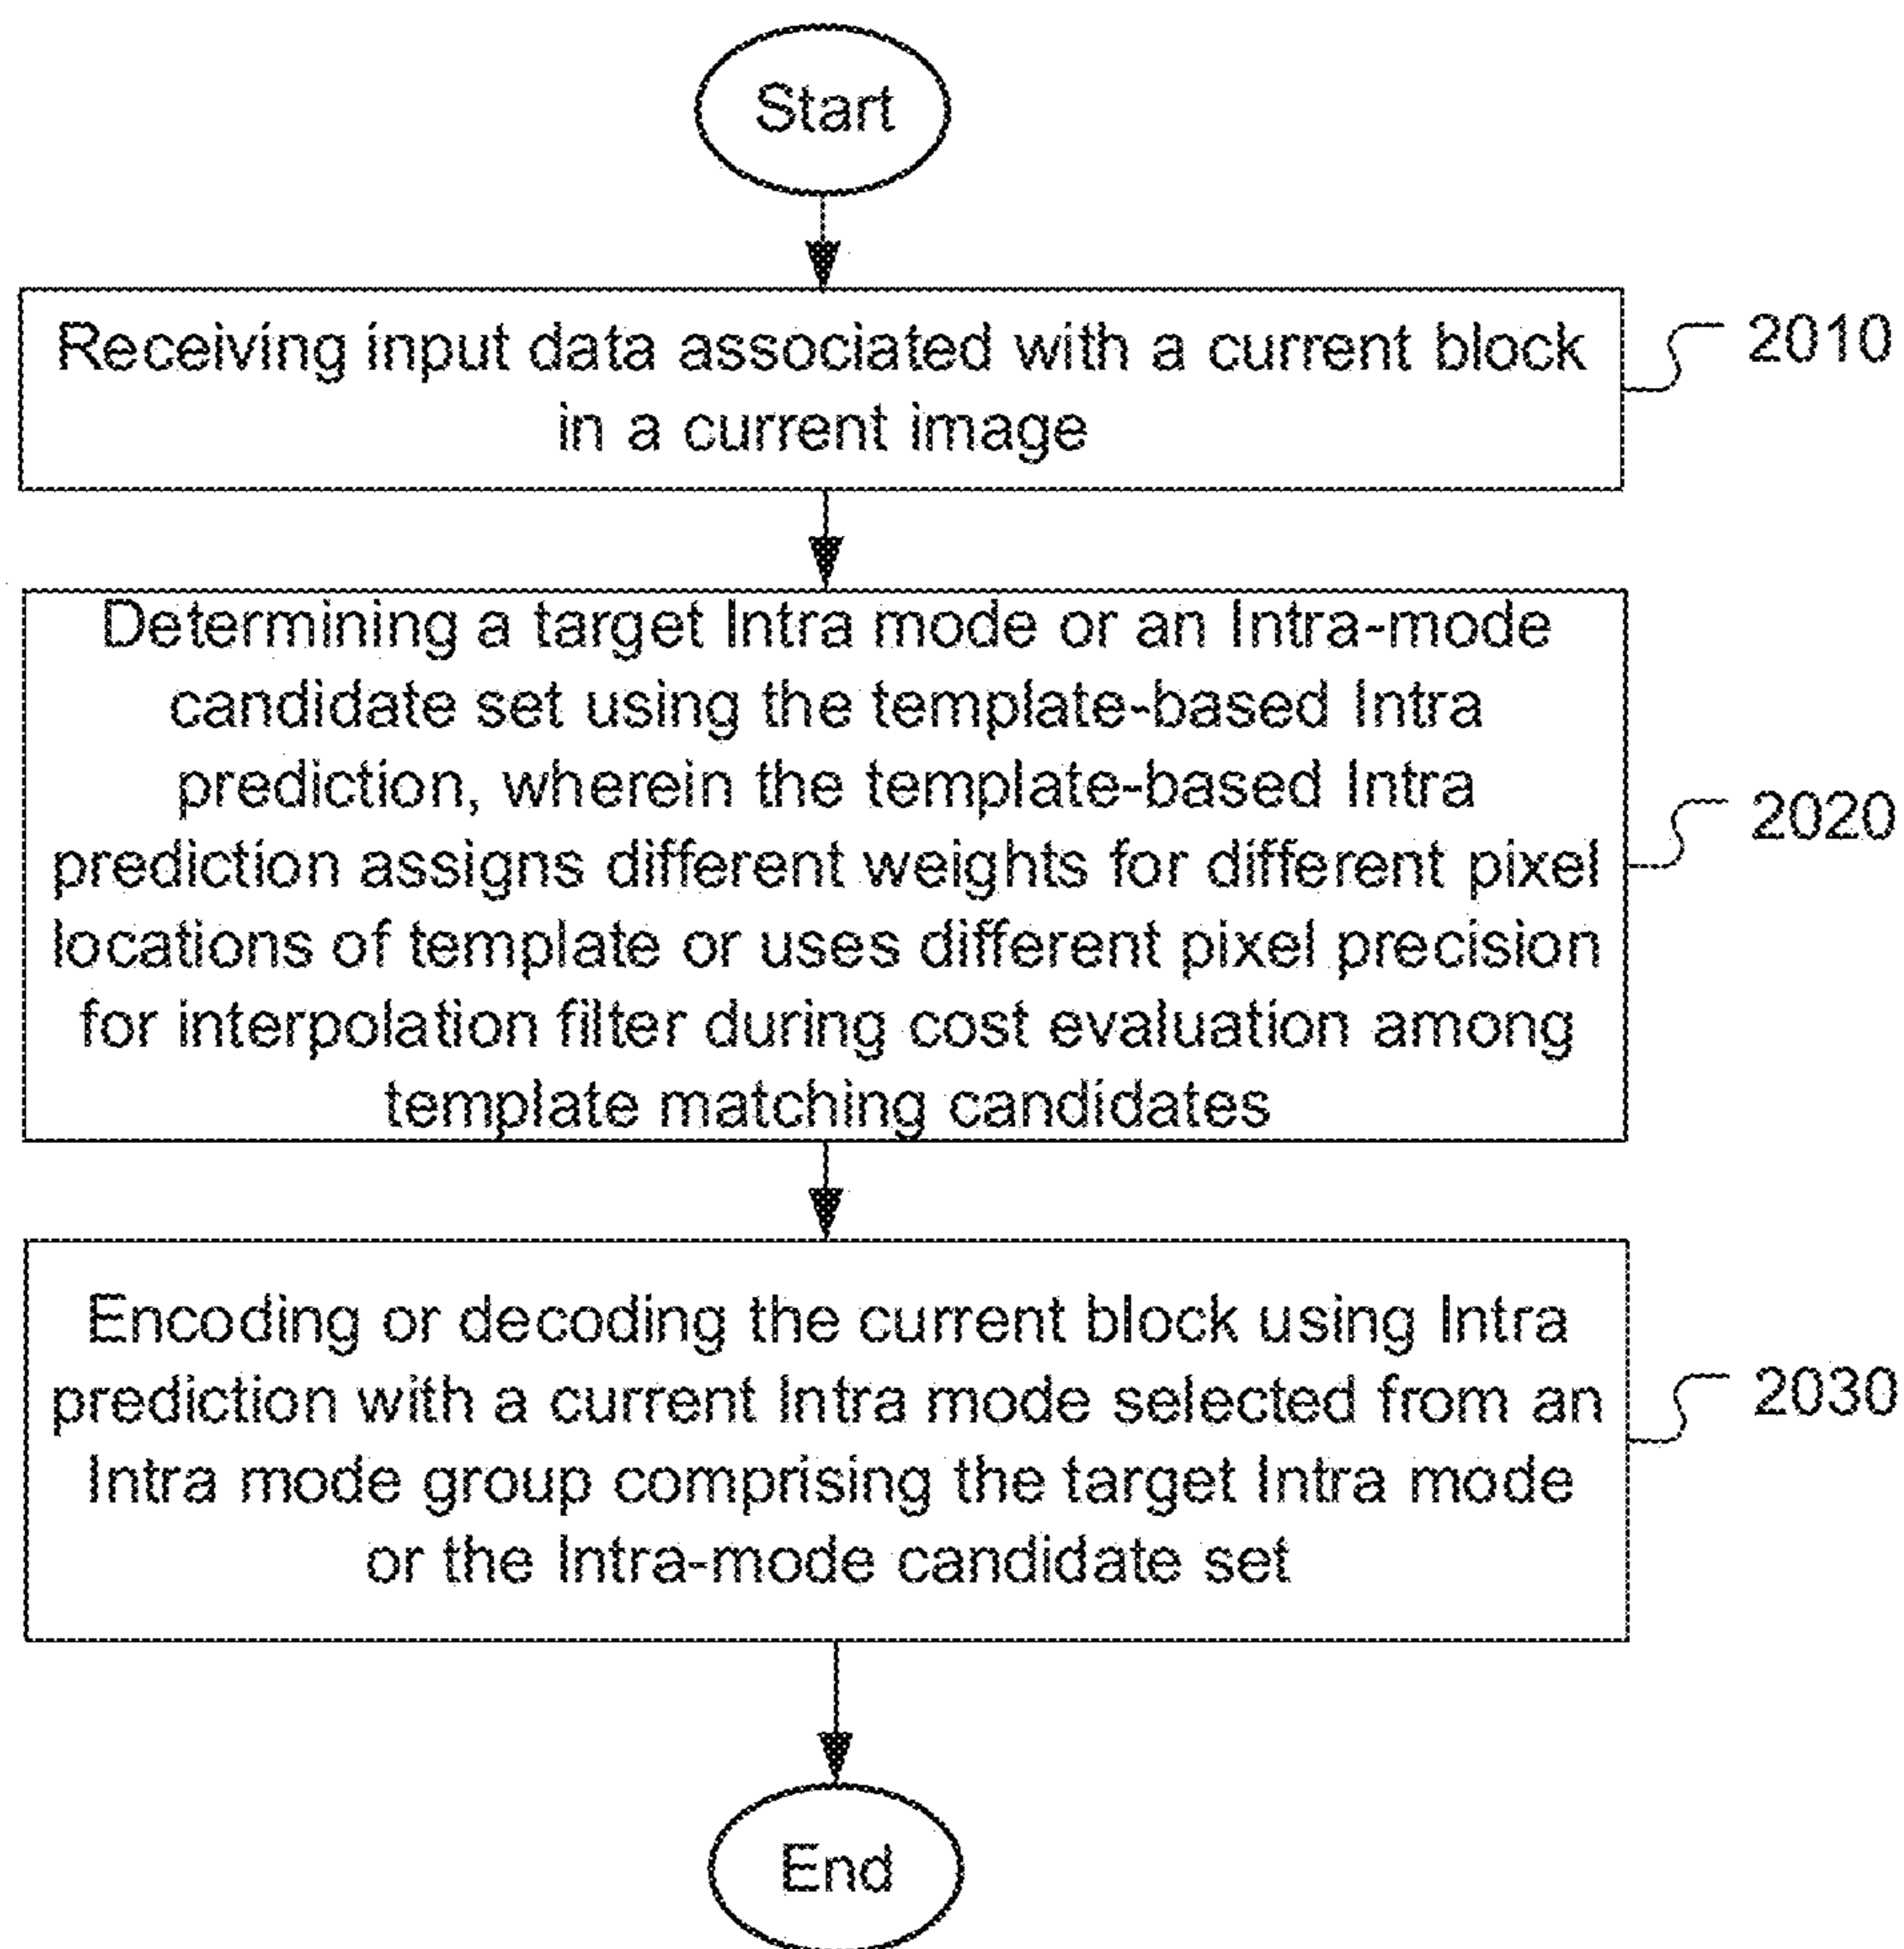 Start
Receiving input data associated with a current block
in a current image
2010
Determining a target Intra mode or an Intra-mode
candidate set using the template-based Intra
prediction, wherein the template-based Intra
prediction assigns different weights for different pixel
locations of template or uses different pixel precision
for interpolation filter during cost evaluation among
template matching candidates
2020
Encoding or decoding the current block using Intra
prediction with a current Intra mode selected from an
Intra mode group comprising the target Intra mode
or the Intra-mode candidate set
2030
End